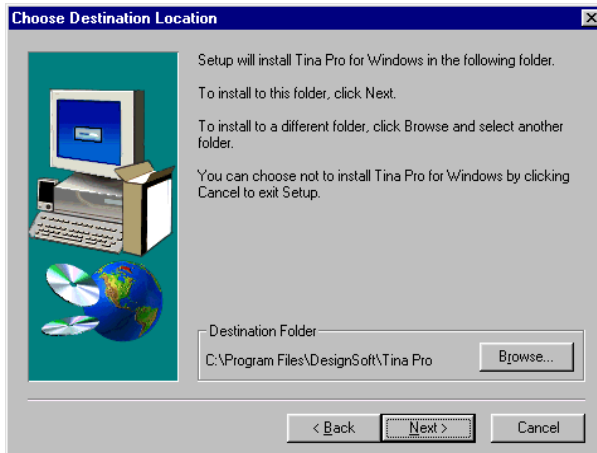 Choose Destination Location
Setup will install Tina Pro for Windows in the following folder.
To install to this folder, click Next.
To install to a different folder, click Browse and select another
folder.
You can choose not to install Tina Pro for Windows by clicking
Cancel to exit Setup.
Destination Folder
C:\Program Files\DesignSoft\Tina Pro
Browse...
< Back
Next >
Cancel